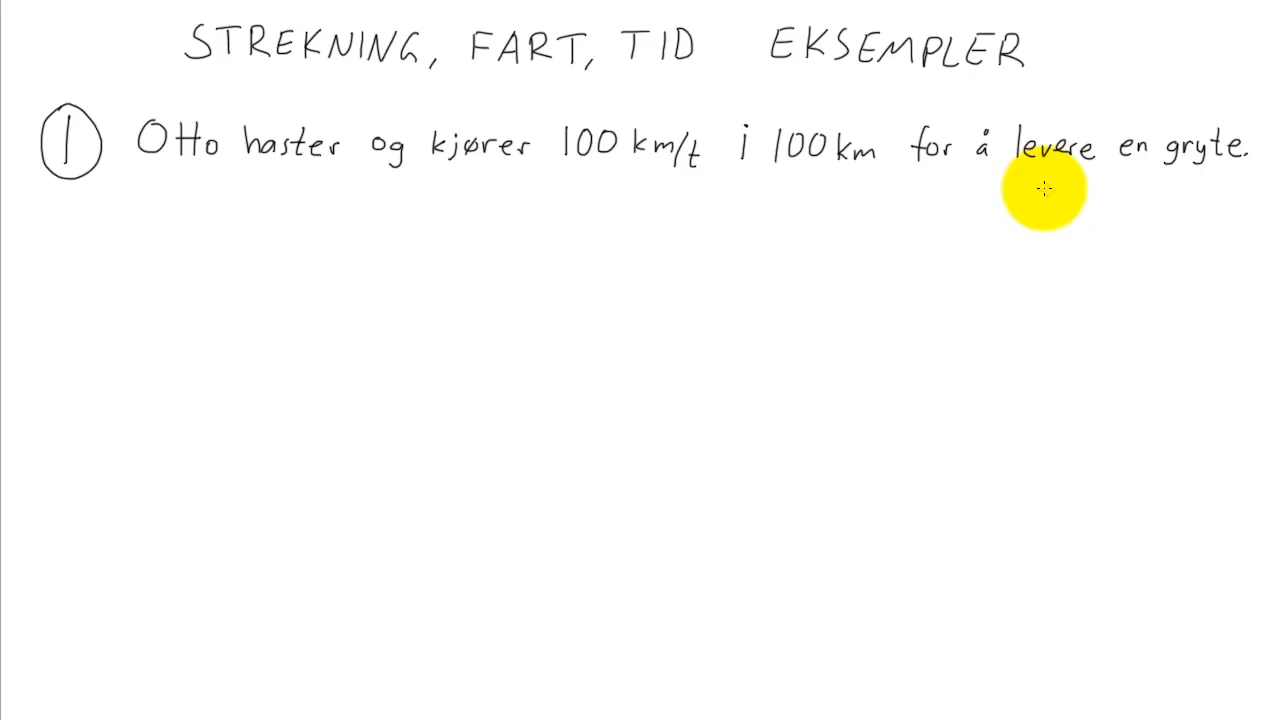 STREKNING, FART, TID EKSEMPLER
1 Otto haster og kjører 100 km/t i 100 km for å levere en gryte.